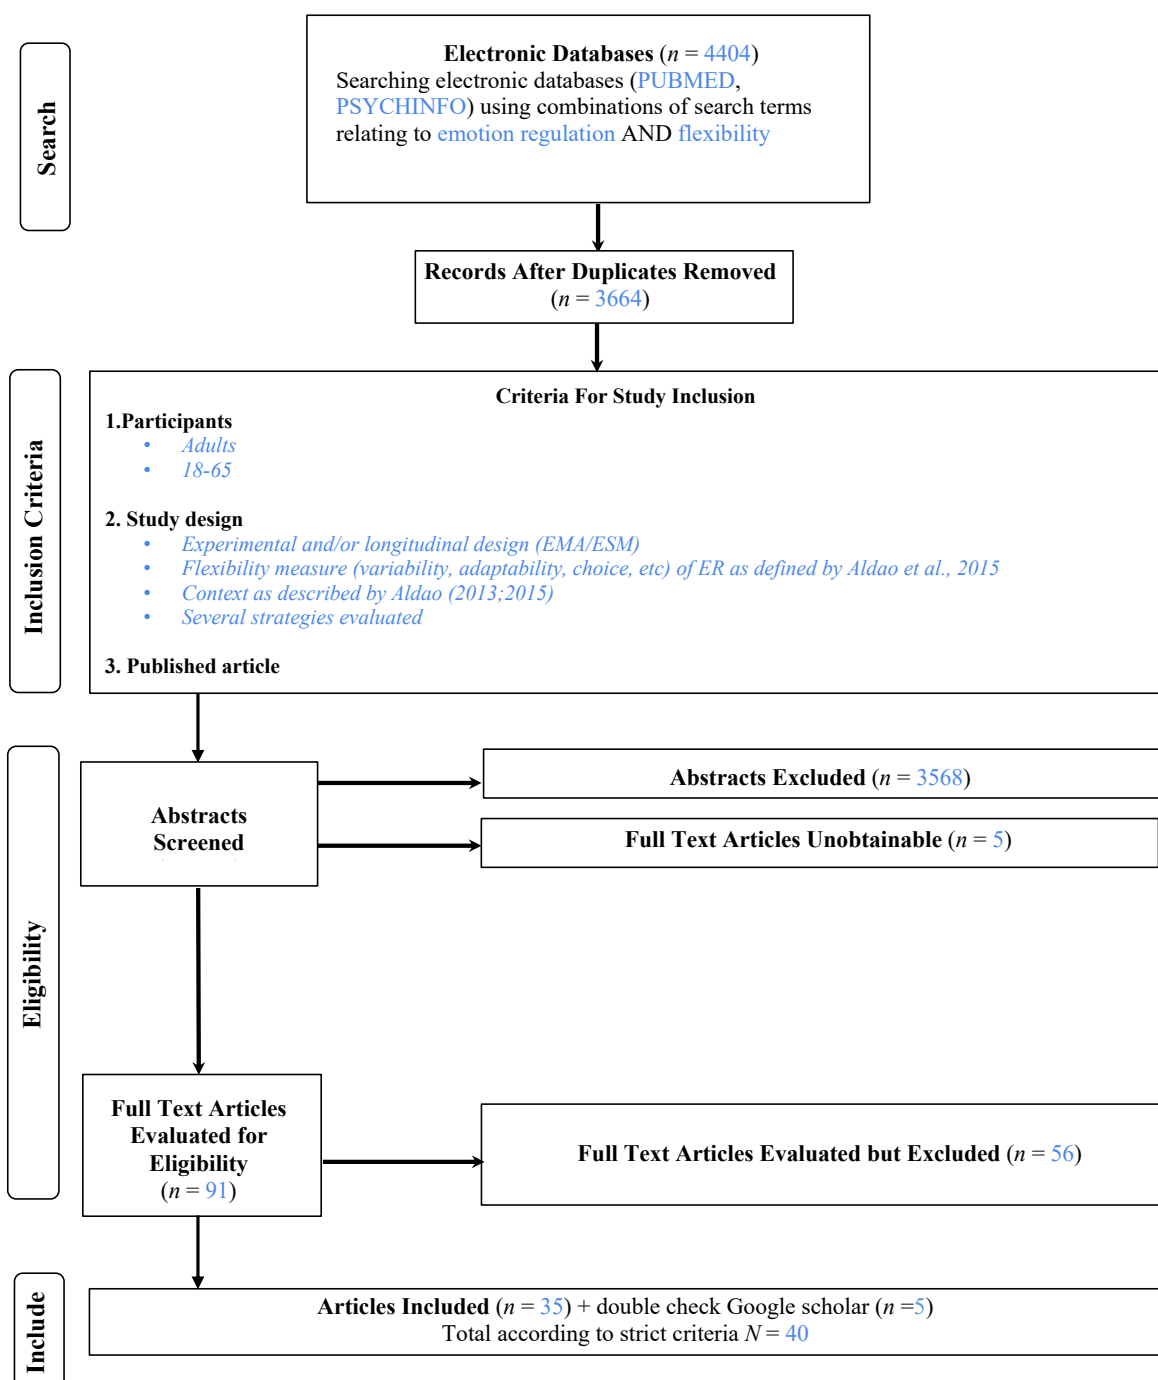 Search
Electronic Databases (n = 4404)
Searching electronic databases (PUBMED,
PSYCHINFO) using combinations of search terms
relating to emotion regulation AND flexibility
Records After Duplicates Removed
(n = 3664)
Inclusion Criteria
Criteria For Study Inclusion
1.Participants
• Adults
• 18-65
2. Study design
• Experimental and/or longitudinal design (EMA/ESM)
• Flexibility measure (variability, adaptability, choice, etc) of ER as defined by Aldao et al., 2015
• Context as described by Aldao (2013;2015)
• Several strategies evaluated
3. Published article
Eligibility
Abstracts
Screened
Abstracts Excluded (n = 3568)
Full Text Articles Unobtainable (n = 5)
Full Text Articles
Evaluated for
Eligibility
(n = 91)
Full Text Articles Evaluated but Excluded (n = 56)
Include
Articles Included (n = 35) + double check Google scholar (n =5)
Total according to strict criteria N = 40